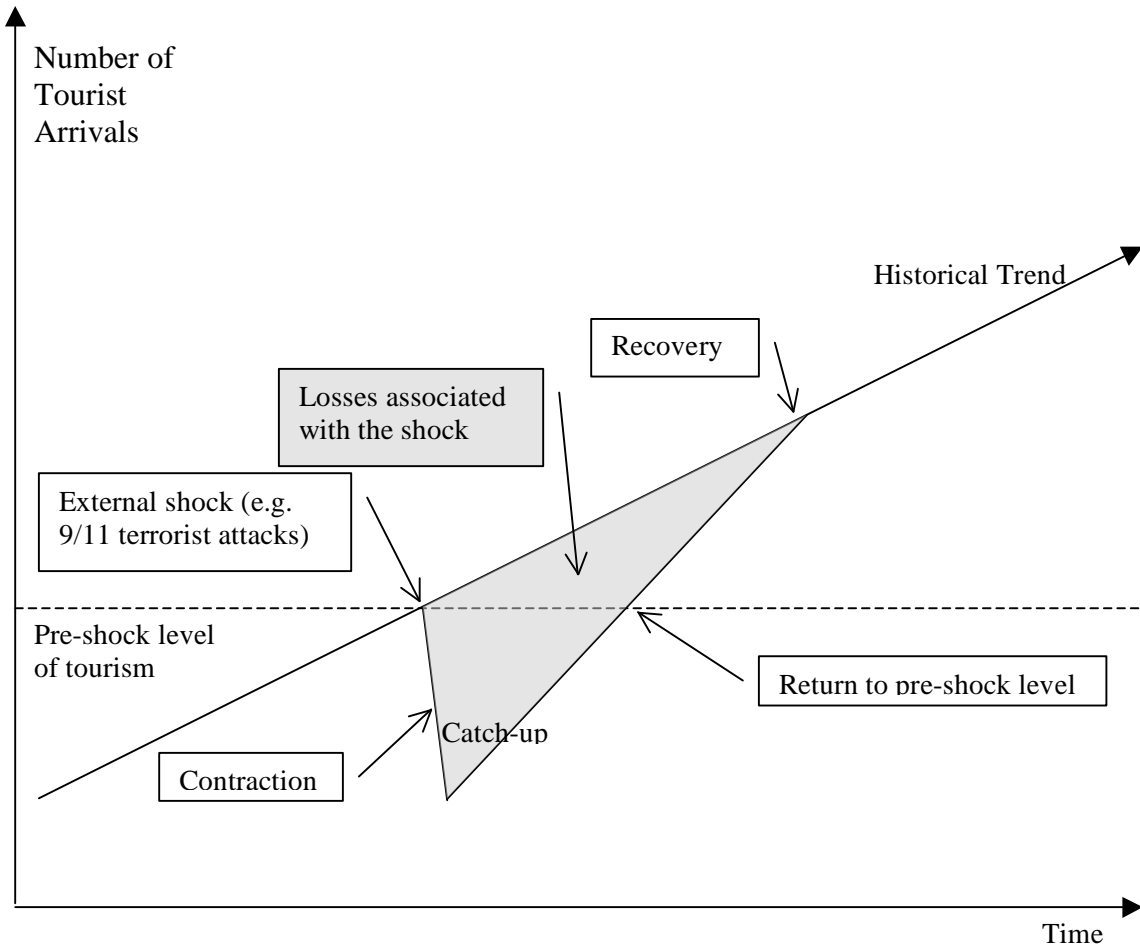 Number of
Tourist
Arrivals
Historical Trend
Recovery
Losses associated
with the shock
External shock (e.g.
9/11 terrorist attacks)
Pre-shock level
of tourism
Return to pre-shock level
Catch-up
Contraction
Time